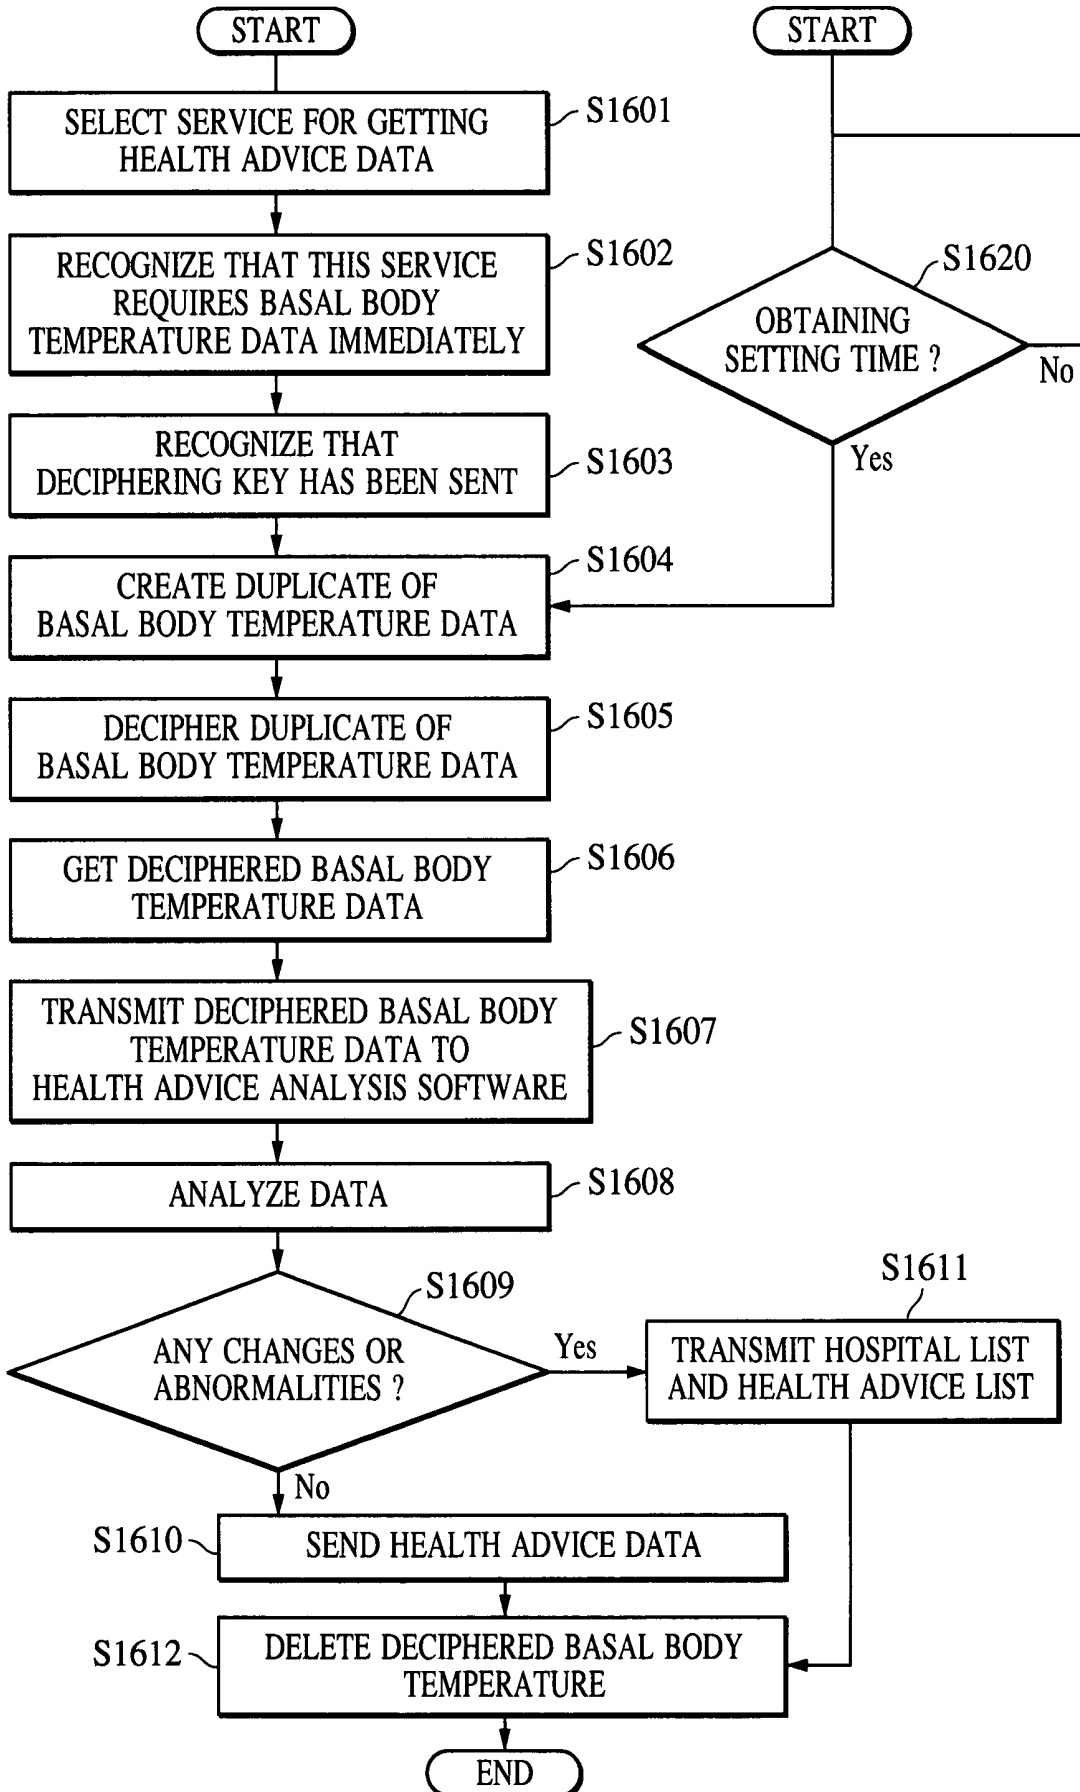 START
SELECT SERVICE FOR GETTING
HEALTH ADVICE DATA
S1601
RECOGNIZE THAT THIS SERVICE
REQUIRES BASAL BODY
TEMPERATURE DATA IMMEDIATELY
S1602
RECOGNIZE THAT
DECIPHERING KEY HAS BEEN SENT
S1603
CREATE DUPLICATE OF
BASAL BODY TEMPERATURE DATA
S1604
DECIPHER DUPLICATE OF
BASAL BODY TEMPERATURE DATA
S1605
GET DECIPHERED BASAL BODY
TEMPERATURE DATA
S1606
TRANSMIT DECIPHERED BASAL BODY
TEMPERATURE DATA TO
HEALTH ADVICE ANALYSIS SOFTWARE
S1607
ANALYZE DATA
S1608
S1609
ANY CHANGES OR
ABNORMALITIES ?
Yes
No
S1611
TRANSMIT HOSPITAL LIST
AND HEALTH ADVICE LIST
S1610
SEND HEALTH ADVICE DATA
S1612
DELETE DECIPHERED BASAL BODY
TEMPERATURE
END
START
S1620
OBTAINING
SETTING TIME ?
No
Yes